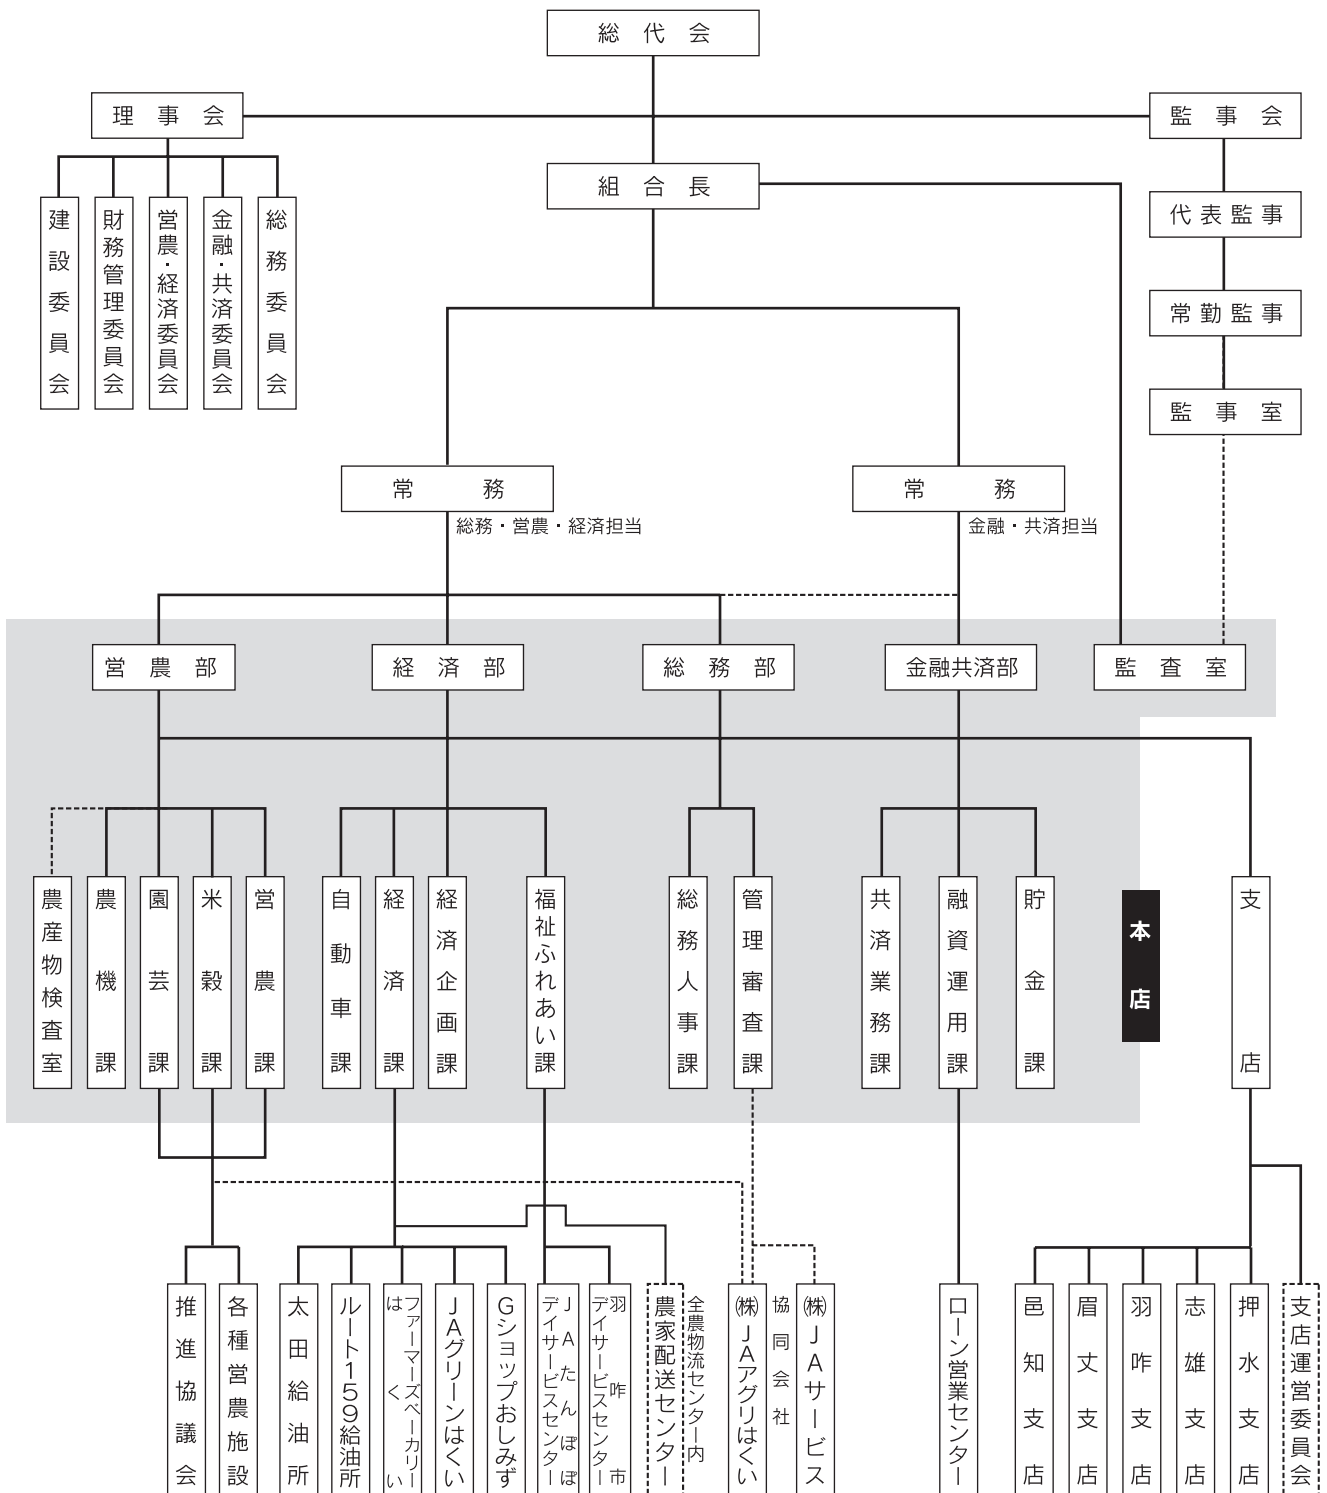 総代会
理事会
監事会
組合長
代表監事
常勤監事
監事室
建設委員会
財務管理委員会
営農・経済委員会
金融・共済委員会
総務委員会
常務
総務・営農・経済担当
常務
金融・共済担当
営農部
経済部
総務部
金融共済部
監査室
農産物検査室
農機課
園芸課
米穀課
営農課
自動車課
経済課
経済企画課
福祉ふれあい課
総務人事課
管理審査課
共済業務課
融資運用課
貯金課
本店
支店
推進協議会
各種営農施設
太田給油所
ルート159給油所
ファーマーズベーカリー
はくい
JAグリーンはくい
Gショップおしみず
JAたんぽぽ
デイサービスセンター
羽咋市
デイサービスセンター
農家配送センター
全農物流センター内
㈱JAアグリはくい
協同会社
㈱JAサービス
ローン営業センター
邑知支店
眉丈支店
羽咋支店
志雄支店
押水支店
支店運営委員会